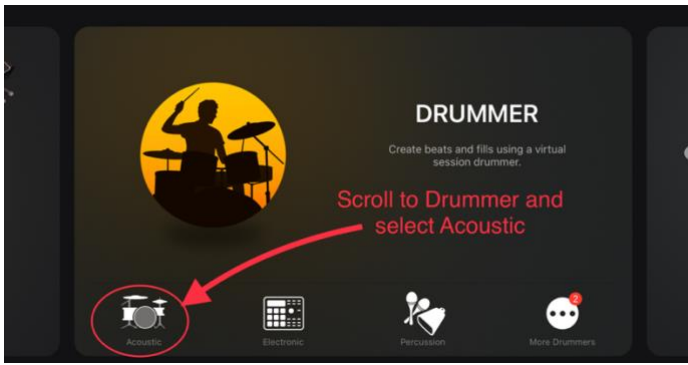 DRUMMER
Create beats and fills using a virtual
session drummer.
Scroll to Drummer and
select Acoustic
2
Acoustic
Electronic
Percussion
More Drummers